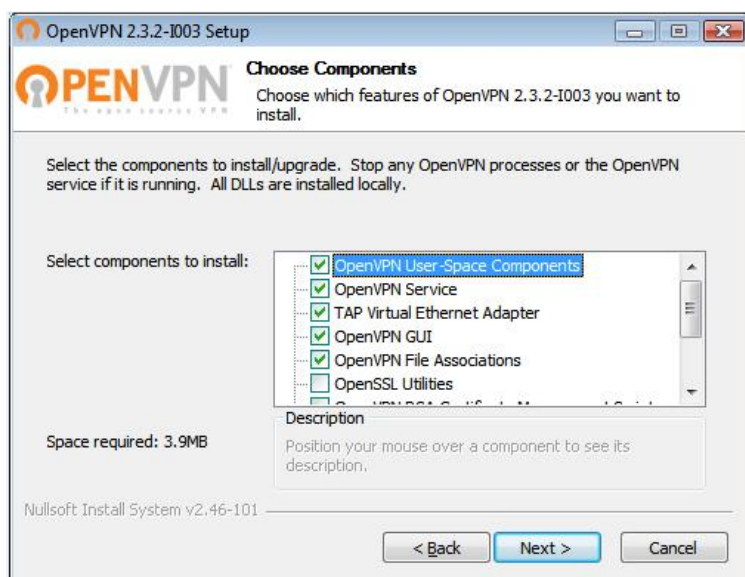 OpenVPN 2.3.2-I003 Setup
OPENVPN
The open source VPN
Choose Components
Choose which features of OpenVPN 2.3.2-I003 you want to
install.
Select the components to install/upgrade. Stop any OpenVPN processes or the OpenVPN
service if it is running. All DLLs are installed locally.
Select components to install:
OpenVPN User-Space Components
OpenVPN Service
TAP Virtual Ethernet Adapter
OpenVPN GUI
OpenVPN File Associations
OpenSSL Utilities
Space required: 3.9MB
Description
Position your mouse over a component to see its
description.
Nullsoft Install System v2.46-101
< Back
Next >
Cancel